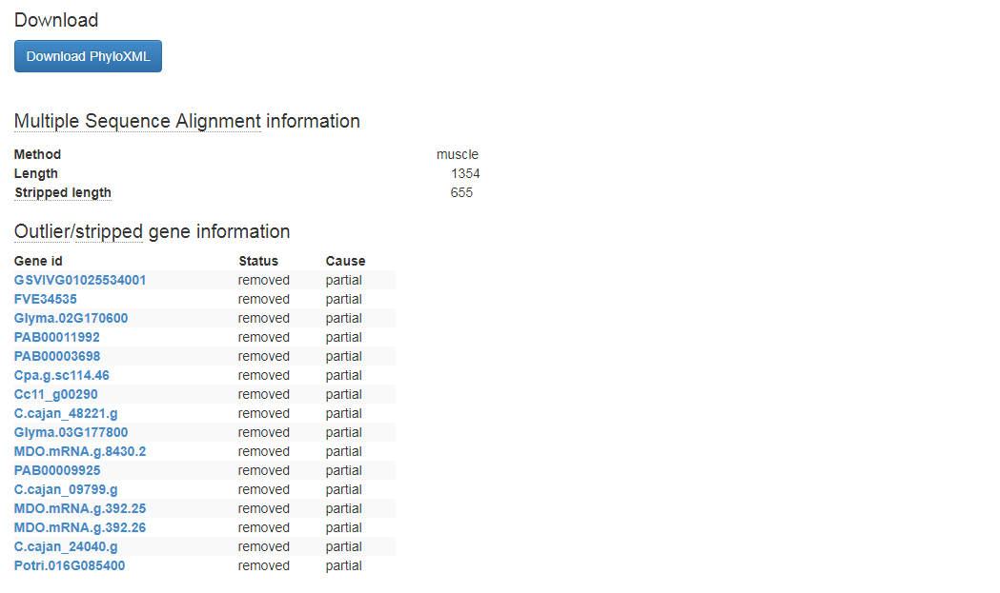 Download
Download PhyloXML
Multiple Sequence Alignment information
Method muscle
Length 1354
Stripped length 655
Outlier/stripped gene information
Gene id Status Cause
GSVIVG01025534001 removed partial
FVE34535 removed partial
Glyma.02G170600 removed partial
PAB00011992 removed partial
PAB00003698 removed partial
Cpa.g.sc114.46 removed partial
Cc11_g00290 removed partial
C.cajan_48221.g removed partial
Glyma.03G177800 removed partial
MDO.mRNA.g.8430.2 removed partial
PAB00009925 removed partial
C.cajan_09799.g removed partial
MDO.mRNA.g.392.25 removed partial
MDO.mRNA.g.392.26 removed partial
C.cajan_24040.g removed partial
Potri.016G085400 removed partial